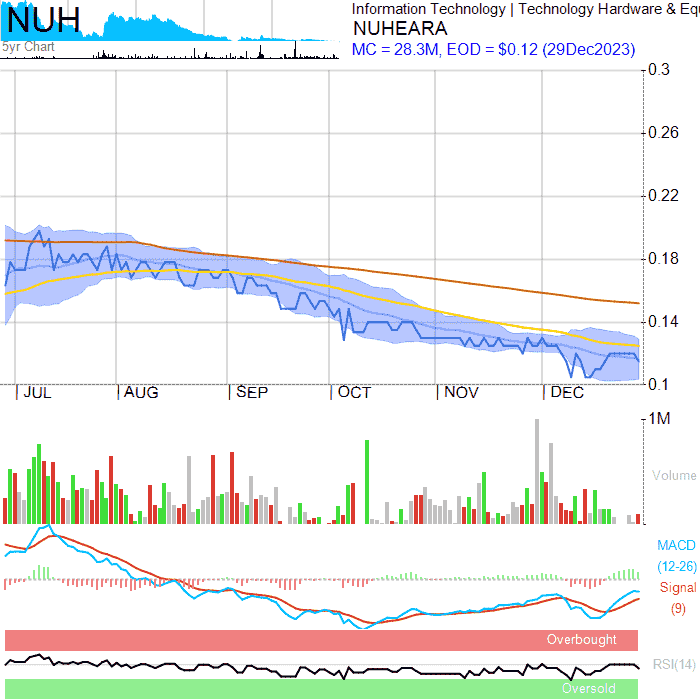 NUH
5yr Chart
Information Technology | Technology Hardware & Equ
NUHEARA
MC = 28.3M, EOD = $0.12 (29Dec2023)
0.3
0.26
0.22
0.18
0.14
0.1
JUL AUG SEP OCT NOV DEC
1M
Volume
MACD
(12-26)
Signal
(9)
Overbought
RSI(14)
Oversold